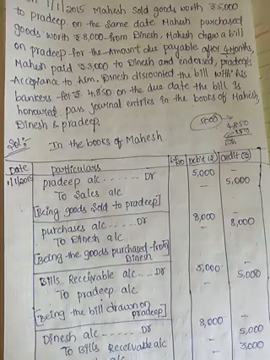 1/1/2015 Mahesh sold goods worth ₹5,000
to pradeep on the same date Mahesh purchased
goods worth ₹8,000 from Dinesh, Mahesh drew a bill
on pradeep for the amount due payable after 4 months,
Mahesh paid ₹3,000 to Dinesh and endorsed, pradeep's
Acceptance to him. Dinesh discounted the bill with his
bankers for ₹4,850 on the due date the bill is
honoured pass journal entries in the books of Mahesh,
Dinesh & pradeep.
5000
4,850
Sol:- In the books of Mahesh
Date particulars debit (₹) credit (₹)
1/1/2015 pradeep a/c ..... Dr 5,000 -
To Sales a/c - 5,000
[Being goods sold to pradeep]
purchases a/c ..... Dr 8,000 -
To Dinesh a/c - 8,000
[Being the goods purchased from
Dinesh]
Bills Receivable a/c ..... Dr 5,000 -
To pradeep a/c - 5,000
[Being the bill drawn on
pradeep]
Dinesh a/c ..... Dr 8,000 -
To Bills Receivable a/c - 5,000
a/c - 3,000